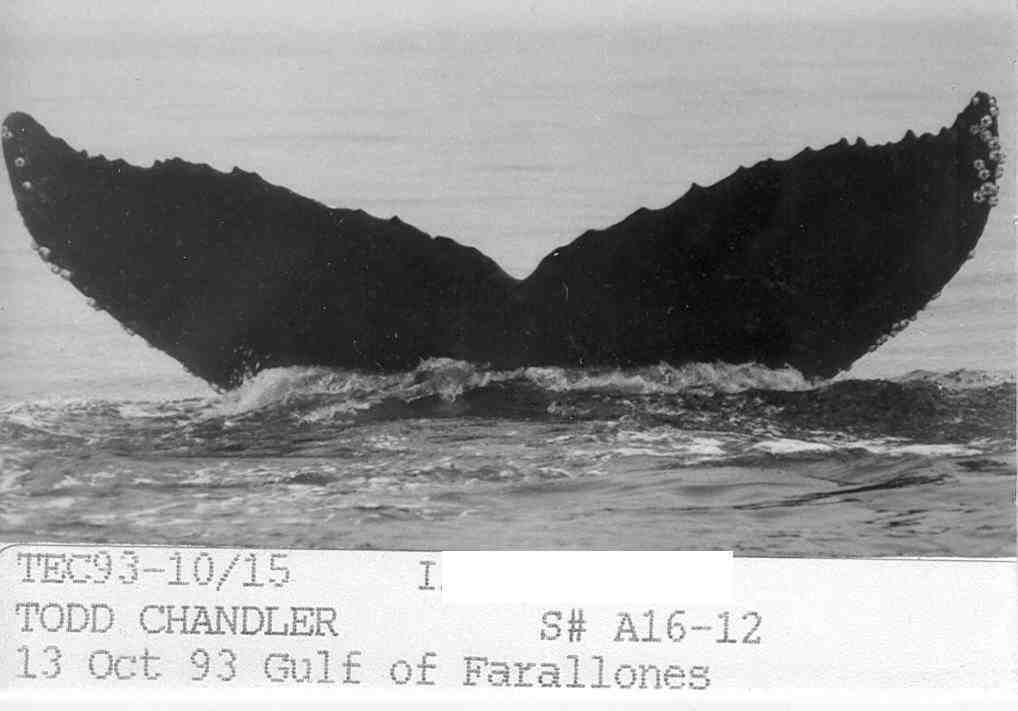 TEC93-10/15 I
TODD CHANDLER S# A16-12
13 Oct 93 Gulf of Farallones